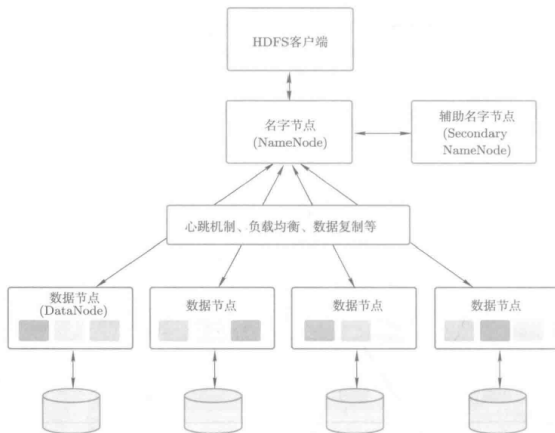 HDFS客户端
名字节点
(NameNode)
辅助名字节点
(Secondary
NameNode)
心跳机制、负载均衡、数据复制等
数据节点
(DataNode)
数据节点
数据节点
数据节点